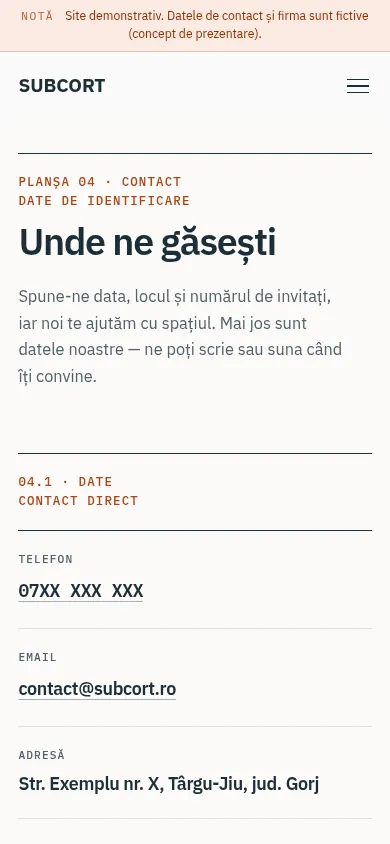 NOTĂ Site demonstrativ. Datele de contact și firma sunt fictive
(concept de prezentare).
SUBCORT
PLANȘA 04 · CONTACT
DATE DE IDENTIFICARE
Unde ne găsești
Spune-ne data, locul și numărul de invitați,
iar noi te ajutăm cu spațiul. Mai jos sunt
datele noastre — ne poți scrie sau suna când
îți convine.
04.1 · DATE
CONTACT DIRECT
TELEFON
07XX XXX XXX
EMAIL
contact@subcort.ro
ADRESĂ
Str. Exemplu nr. X, Târgu-Jiu, jud. Gorj